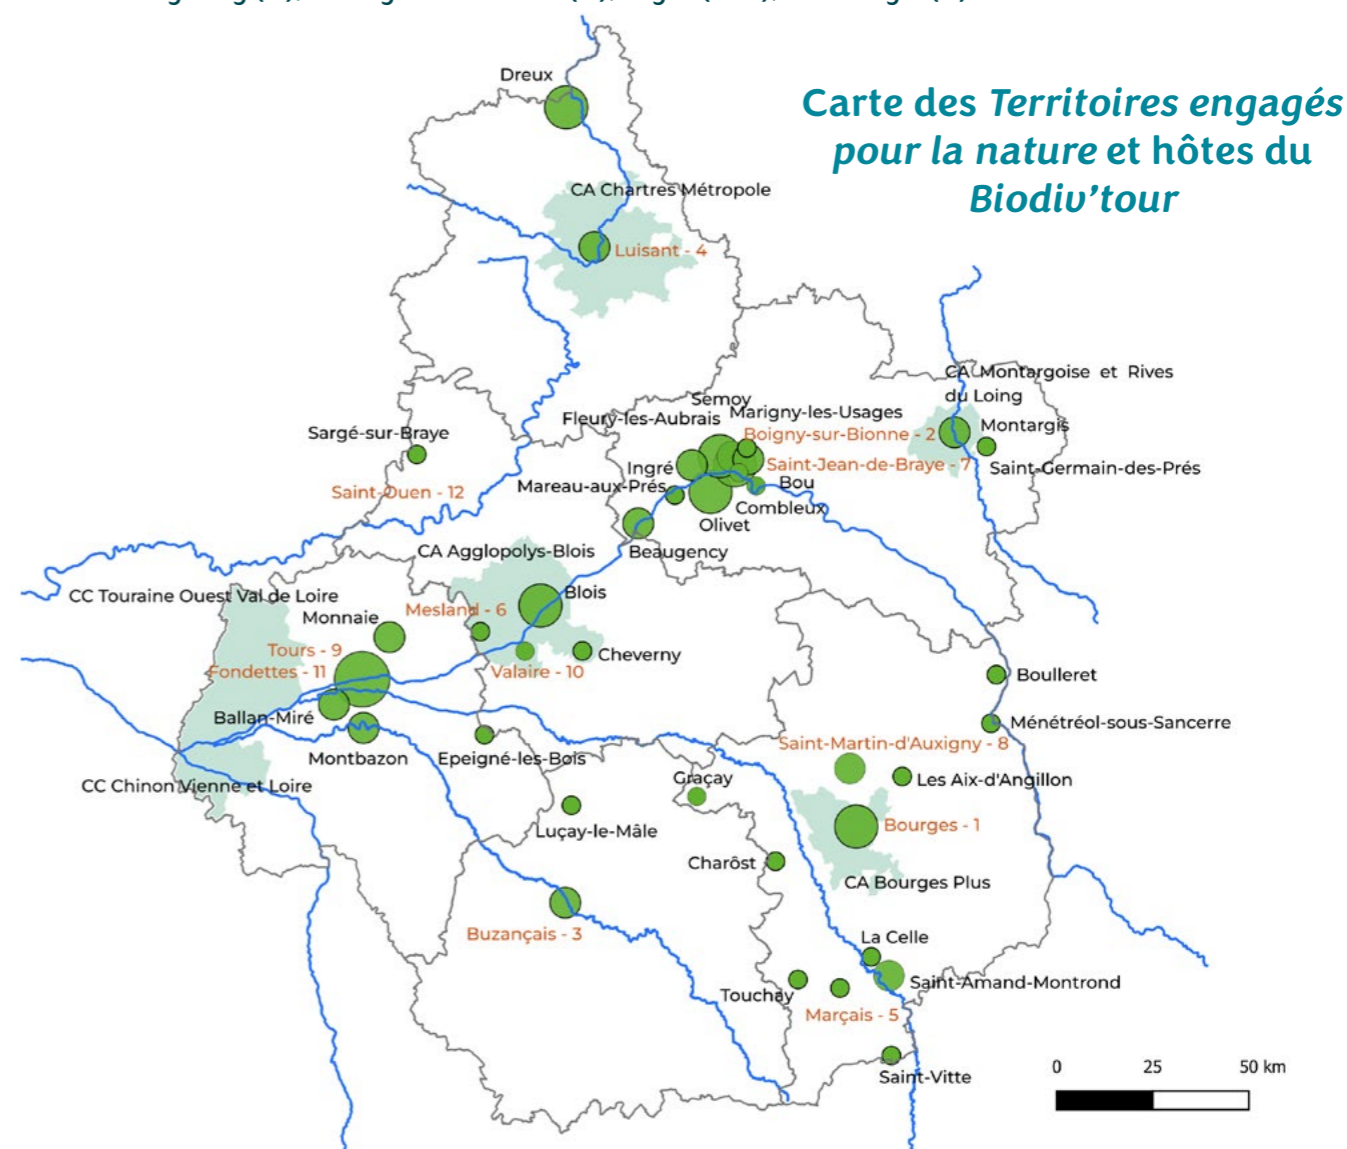 Dreux
Carte des Territoires engagés
pour la nature et hôtes du
Biodiv'tour
CA Chartres Métropole
Luisant - 4
CA Montargoise et Rives
du Loing
Semoy
Fleury-les-Aubrais
Marigny-les-Usages
Boigny-sur-Bionne - 2
Montargis
Sargé-sur-Braye
Ingré
Saint-Jean-de-Braye - 7
Saint-Germain-des-Prés
Saint-Ouen - 12
Mareau-aux-Prés
Bou
Combleux
Olivet
CA Agglopolys-Blois
Beaugency
CC Touraine Ouest Val de Loire
Blois
Monnaie
Mesland - 6
Tours - 9
Cheverny
Fondettes - 11
Valaire - 10
Boulleret
Ballan-Miré
Ménétréol-sous-Sancerre
Montbazon
Epeigné-les-Bois
Saint-Martin-d'Auxigny - 8
CC Chinon Vienne et Loire
Graçay
Les Aix-d'Angillon
Luçay-le-Mâle
Bourges - 1
Charôst
CA Bourges Plus
Buzançais - 3
La Celle
Saint-Amand-Montrond
Touchay
Marçais - 5
Saint-Vitte
0 25 50 km